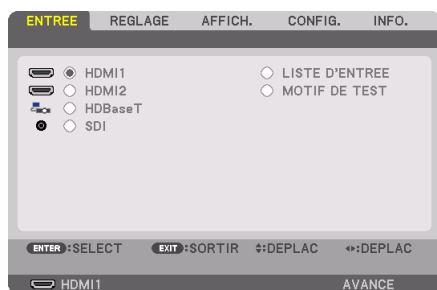 ENTREE REGLAGE AFFICH. CONFIG. INFO.
HDMI1 LISTE D'ENTREE
HDMI2 MOTIF DE TEST
HDBaseT
SDI
ENTER:SELECT EXIT:SORTIR :DEPLAC :DEPLAC
HDMI1 AVANCE